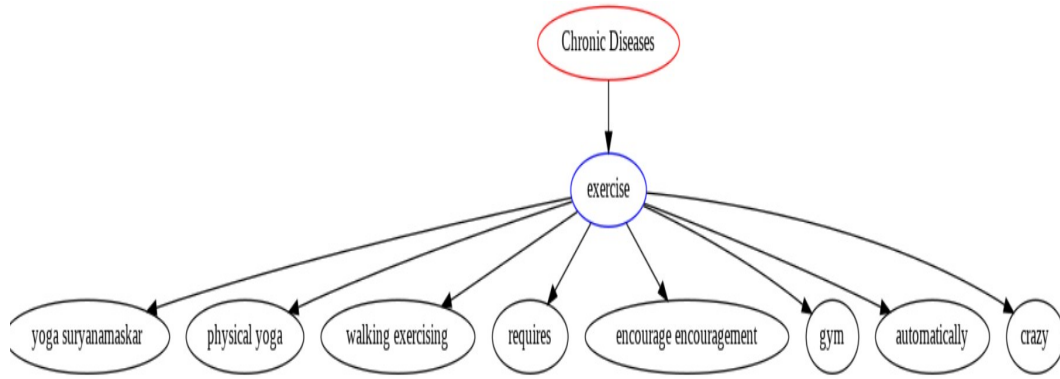 Chronic Diseases
exercise
yoga suryanamaskar
physical yoga
walking exercising
requires
encourage encouragement
gym
automatically
crazy